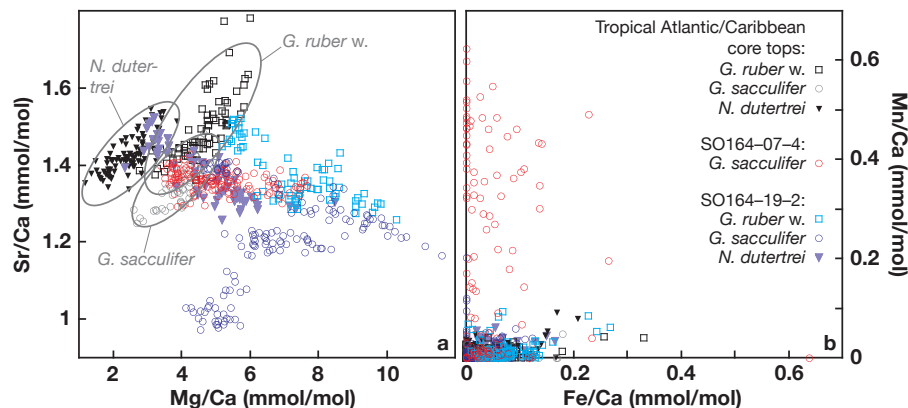 G. ruber w.
N. duter-
trei
G. sacculifer
1.6
1.4
1.2
1
Sr/Ca (mmol/mol)
2
4
6
8
10
a
Mg/Ca (mmol/mol)
Tropical Atlantic/Caribbean
core tops:
G. ruber w.
G. sacculifer
N. dutertrei
SO164–07–4:
G. sacculifer
SO164–19–2:
G. ruber w.
G. sacculifer
N. dutertrei
0.6
0.4
0.2
0
Mn/Ca (mmol/mol)
0
0.2
0.4
0.6
b
Fe/Ca (mmol/mol)